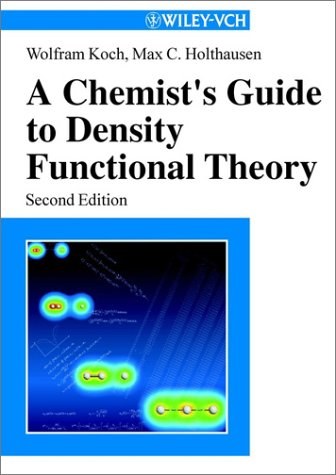 WILEY-VCH
Wolfram Koch, Max C. Holthausen
A Chemist's Guide
to Density
Functional Theory
Second Edition